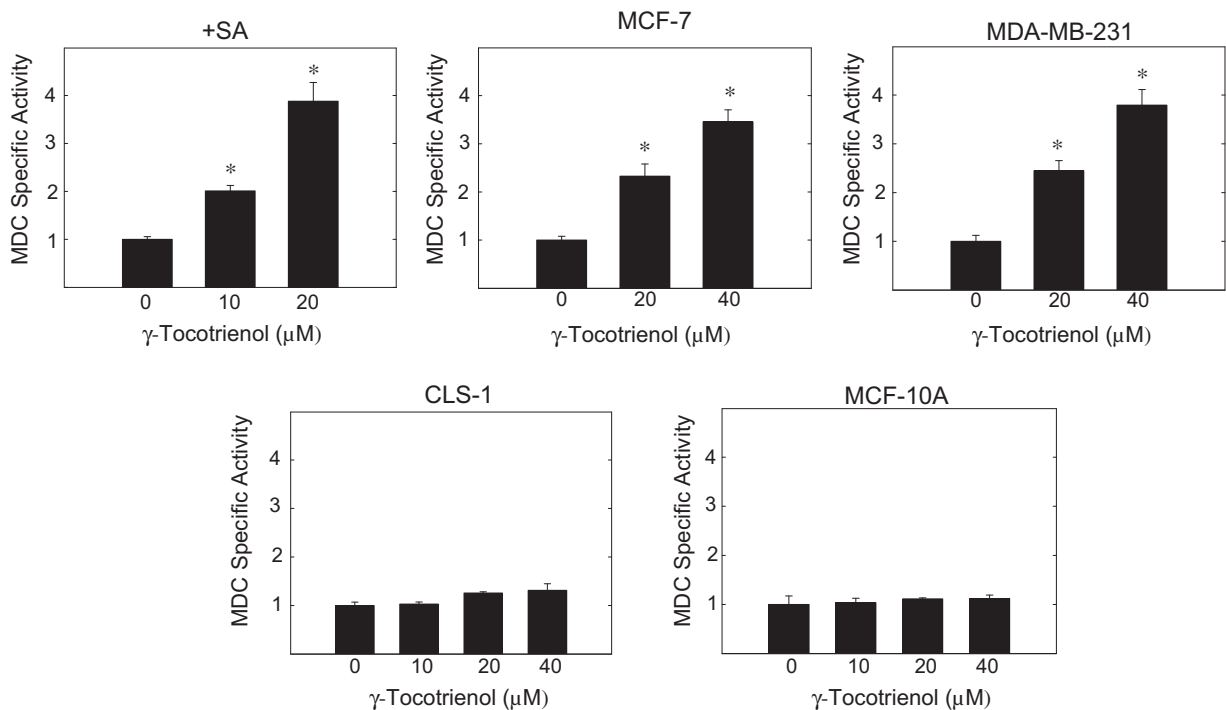 +SA
MDC Specific Activity
4
3
2
1
*
*
0 10 20
γ-Tocotrienol (μM)
MCF-7
MDC Specific Activity
4
3
2
1
*
*
0 20 40
γ-Tocotrienol (μM)
MDA-MB-231
MDC Specific Activity
4
3
2
1
*
*
0 20 40
γ-Tocotrienol (μM)
CLS-1
MDC Specific Activity
4
3
2
1
0 10 20 40
γ-Tocotrienol (μM)
MCF-10A
MDC Specific Activity
4
3
2
1
0 10 20 40
γ-Tocotrienol (μM)